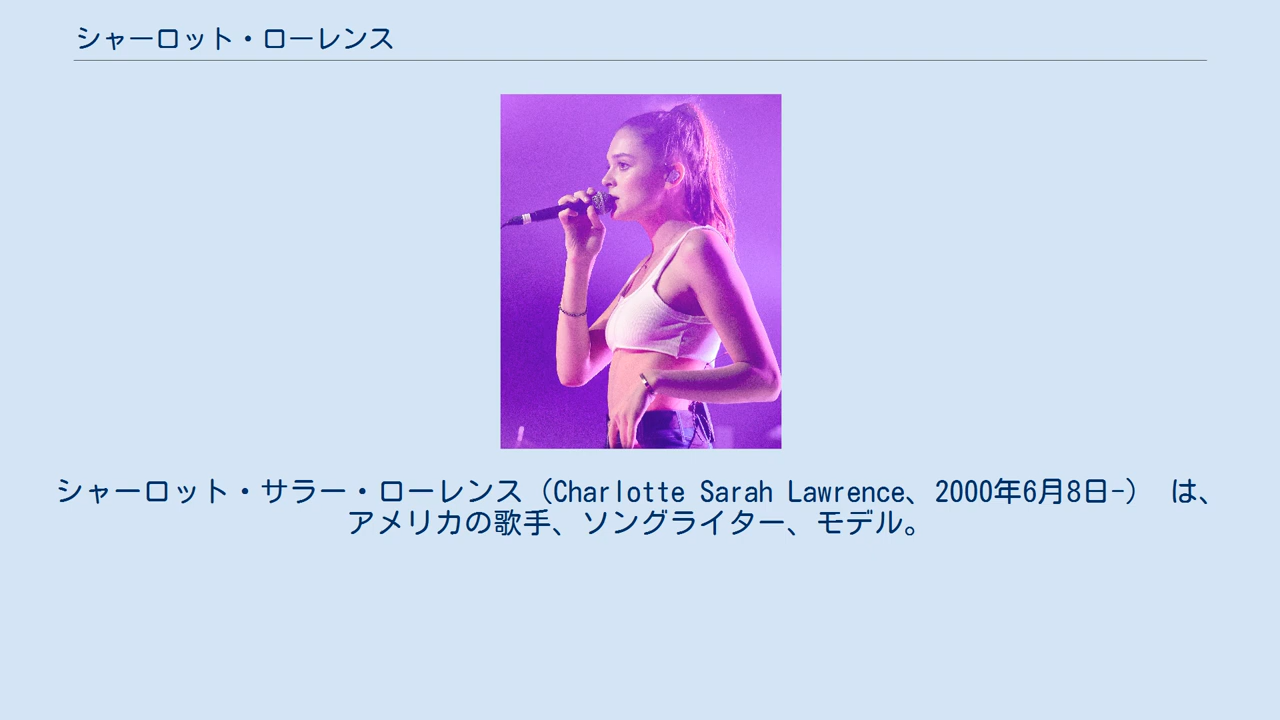 シャーロット・ローレンス
シャーロット・サラー・ローレンス（Charlotte Sarah Lawrence、2000年6月8日-） は、
アメリカの歌手、ソングライター、モデル。